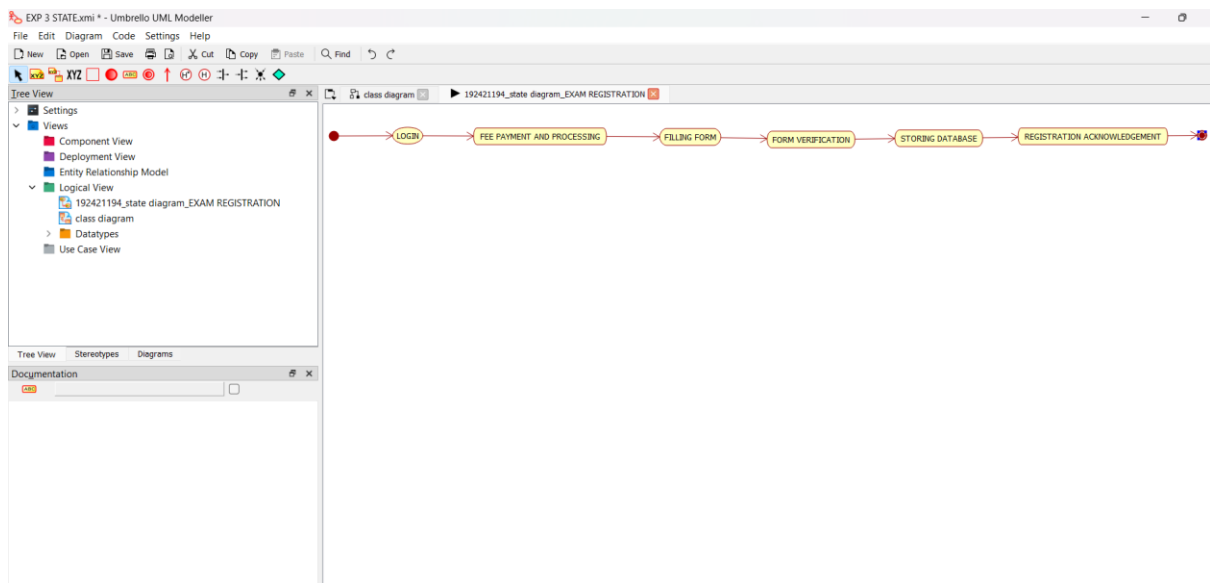 EXP 3 STATE.xmi * - Umbrello UML Modeller
File Edit Diagram Code Settings Help
New Open Save Cut Copy Paste Find
XYZ XYZ ABC H* H
Tree View
class diagram 192421194_state diagram_EXAM REGISTRATION
Settings
Views
Component View
Deployment View
Entity Relationship Model
Logical View
192421194_state diagram_EXAM REGISTRATION
class diagram
Datatypes
Use Case View
LOGIN FEE PAYMENT AND PROCESSING FILLING FORM FORM VERIFICATION STORING DATABASE REGISTRATION ACKNOWLEDGEMENT
Tree View Stereotypes Diagrams
Documentation
ABC